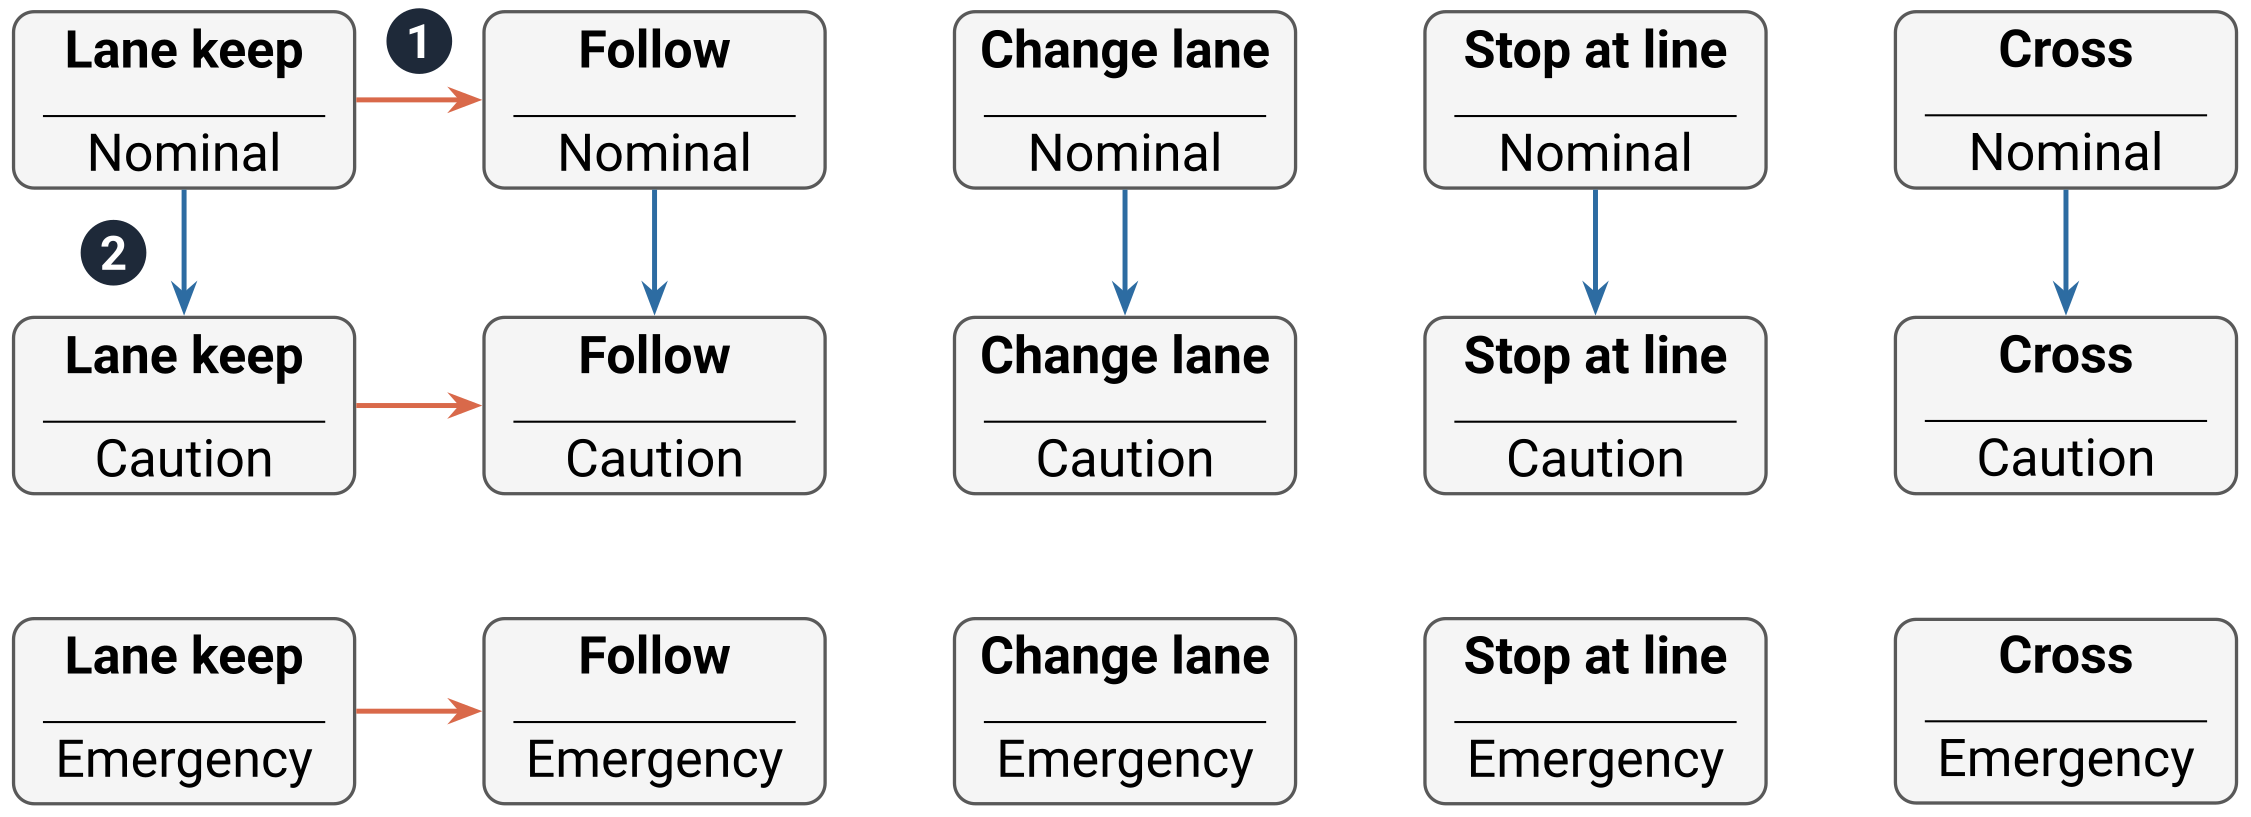 Lane keep
1
Follow
Change lane
Stop at line
Cross
Nominal
Nominal
Nominal
Nominal
Nominal
2
Lane keep
Follow
Change lane
Stop at line
Cross
Caution
Caution
Caution
Caution
Caution
Lane keep
Follow
Change lane
Stop at line
Cross
Emergency
Emergency
Emergency
Emergency
Emergency